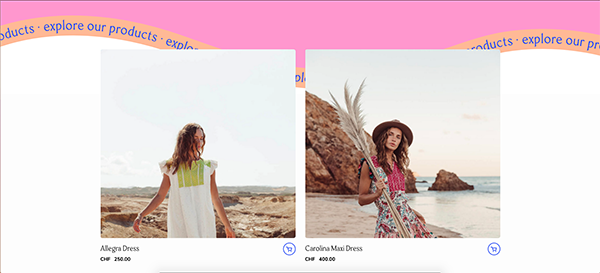 oducts · explore our products · explo
roducts · explore our pr
Allegra Dress
CHF 250.00
Carolina Maxi Dress
CHF 400.00